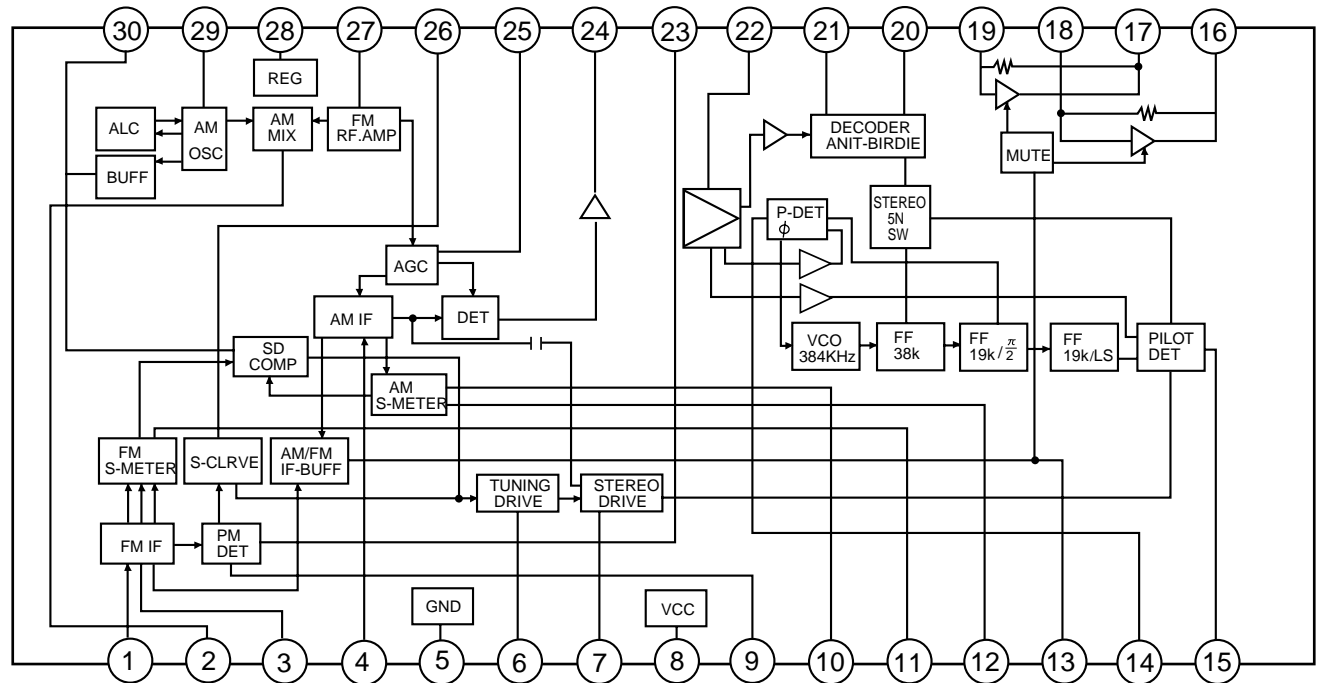 30 29 28 27 26 25 24 23 22 21 20 19 18 17 16
REG
ALC
AM
OSC
AM
MIX
FM
RF.AMP
BUFF
DECODER
ANIT-BIRDIE
MUTE
STEREO
5N
SW
P-DET
ϕ
AGC
AM IF
DET
SD
COMP
AM
S-METER
VCO
384KHz
FF
38k
FF
19k/π/2
FF
19k/LS
PILOT
DET
FM
S-METER
S-CLRVE
AM/FM
IF-BUFF
TUNING
DRIVE
STEREO
DRIVE
FM IF
PM
DET
GND
VCC
1 2 3 4 5 6 7 8 9 10 11 12 13 14 15